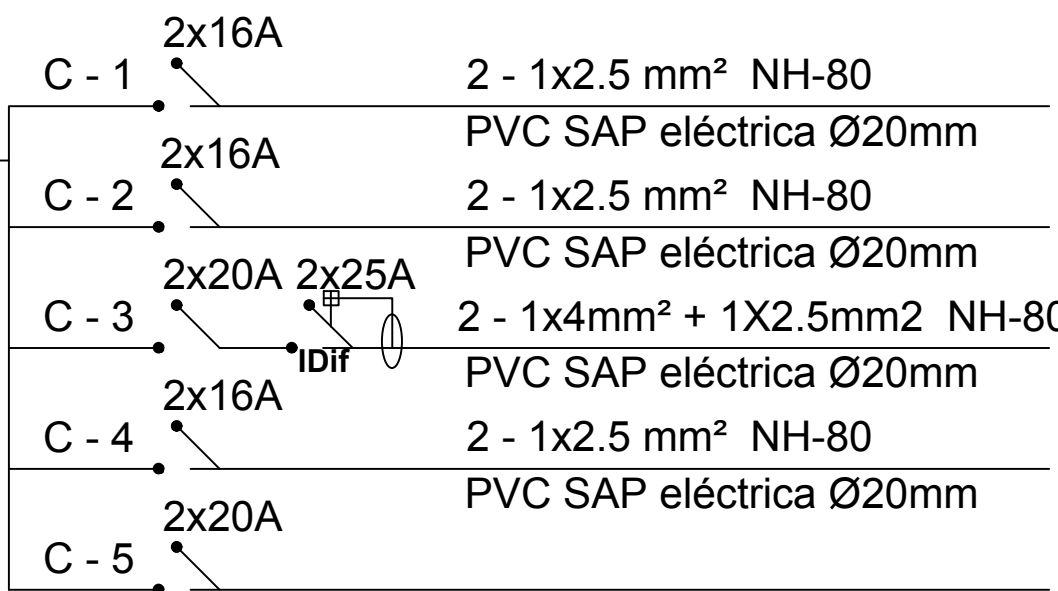 2x16A
C - 1 2 - 1x2.5 mm² NH-80
PVC SAP eléctrica Ø20mm
2x16A
C - 2 2 - 1x2.5 mm² NH-80
PVC SAP eléctrica Ø20mm
2x20A 2x25A
C - 3 2 - 1x4mm² + 1X2.5mm2 NH-80
IDif
PVC SAP eléctrica Ø20mm
2x16A
C - 4 2 - 1x2.5 mm² NH-80
PVC SAP eléctrica Ø20mm
2x20A
C - 5